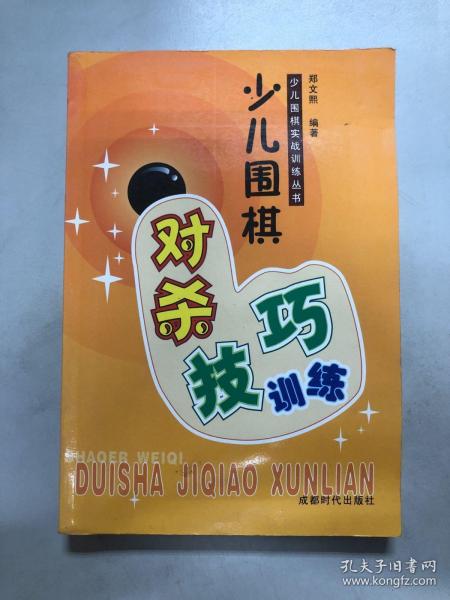 郑文熙 编著
少儿围棋实战训练丛书
少儿围棋
对杀
技巧
训练
SHAOER WEIQI
DUISHA JIQIAO XUNLIAN
成都时代出版社
孔夫子旧书网
www.kongfz.com